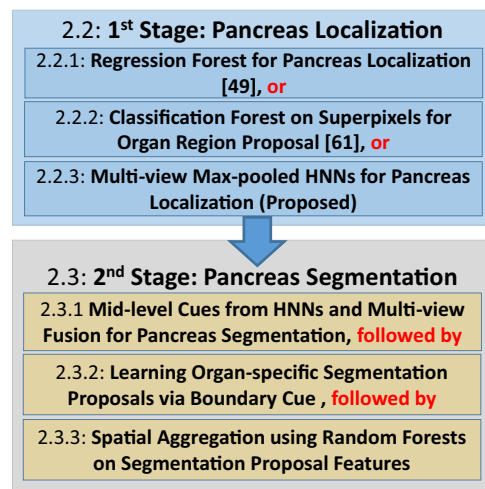 2.2: 1st Stage: Pancreas Localization
2.2.1: Regression Forest for Pancreas Localization
[49], or
2.2.2: Classification Forest on Superpixels for
Organ Region Proposal [61], or
2.2.3: Multi-view Max-pooled HNNs for Pancreas
Localization (Proposed)
2.3: 2nd Stage: Pancreas Segmentation
2.3.1 Mid-level Cues from HNNs and Multi-view
Fusion for Pancreas Segmentation, followed by
2.3.2: Learning Organ-specific Segmentation
Proposals via Boundary Cue , followed by
2.3.3: Spatial Aggregation using Random Forests
on Segmentation Proposal Features